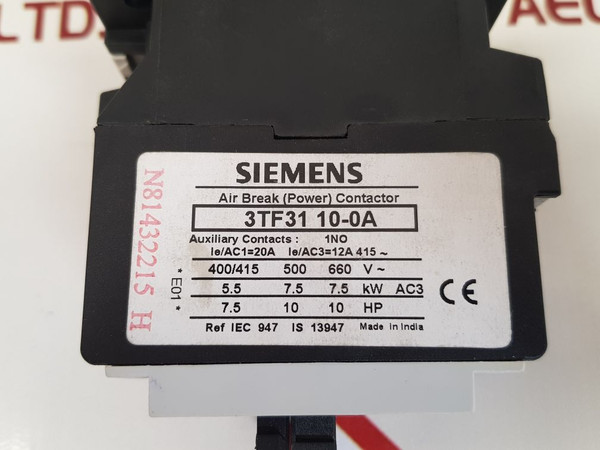 LTD.
AEU
SIEMENS
Air Break (Power) Contactor
3TF31 10-0A
Auxiliary Contacts : 1NO
Ie/AC1=20A Ie/AC3=12A 415 ~
400/415 500 660 V ~
5.5 7.5 7.5 kW AC3
7.5 10 10 HP
Ref IEC 947 IS 13947 Made in India
CE
N81432215 H
*E01*